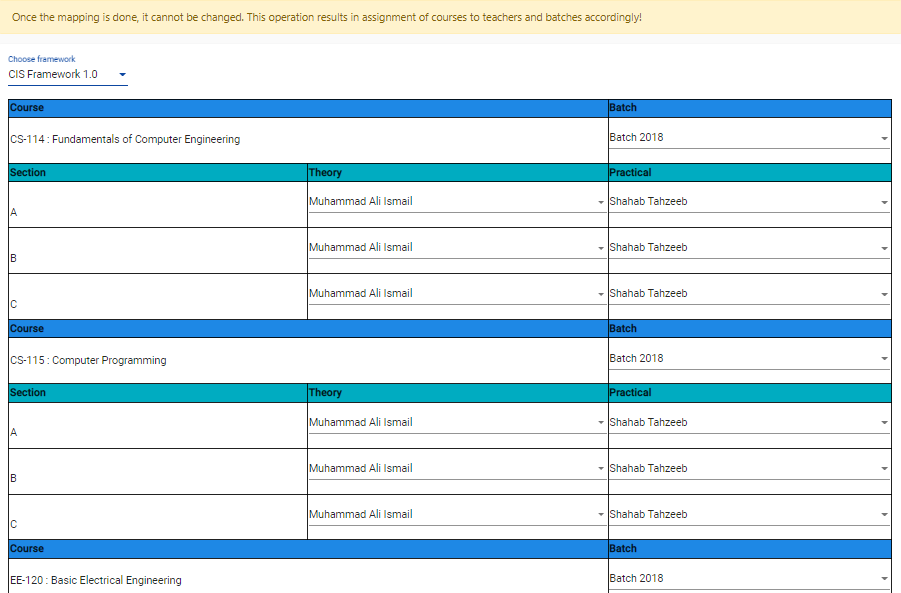 Once the mapping is done, it cannot be changed. This operation results in assignment of courses to teachers and batches accordingly!
Choose framework
CIS Framework 1.0
Course Batch
CS-114 : Fundamentals of Computer Engineering Batch 2018
Section Theory Practical
A Muhammad Ali Ismail Shahab Tahzeeb
B Muhammad Ali Ismail Shahab Tahzeeb
C Muhammad Ali Ismail Shahab Tahzeeb
Course Batch
CS-115 : Computer Programming Batch 2018
Section Theory Practical
A Muhammad Ali Ismail Shahab Tahzeeb
B Muhammad Ali Ismail Shahab Tahzeeb
C Muhammad Ali Ismail Shahab Tahzeeb
Course Batch
EE-120 : Basic Electrical Engineering Batch 2018